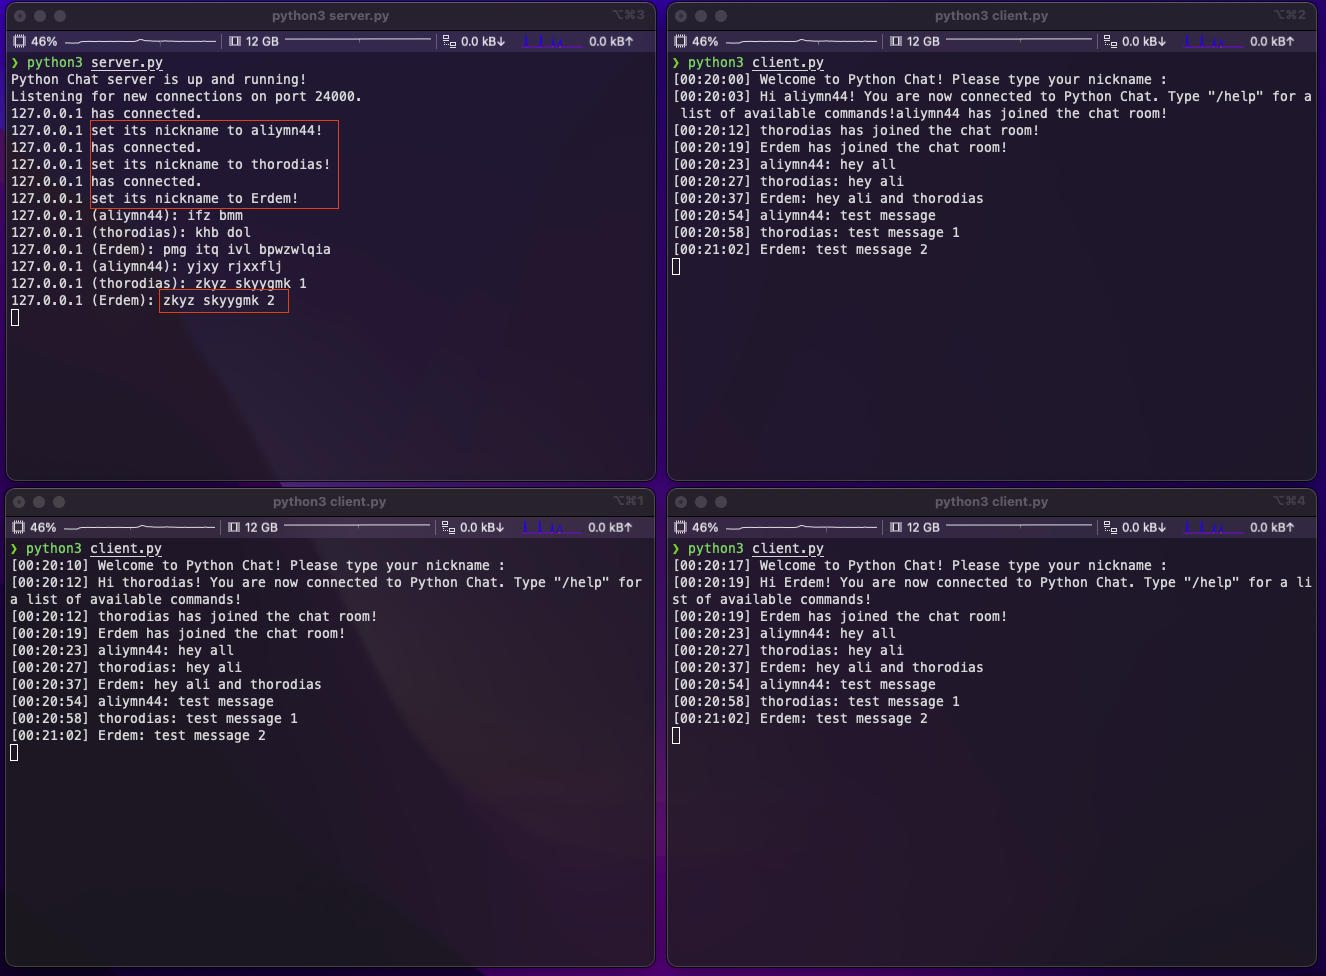 python3 server.py
⌥⌘3
46%
12 GB
0.0 kB↓
0.0 kB↑
❯ python3 server.py
Python Chat server is up and running!
Listening for new connections on port 24000.
127.0.0.1 has connected.
127.0.0.1 set its nickname to aliymn44!
127.0.0.1 has connected.
127.0.0.1 set its nickname to thorodias!
127.0.0.1 has connected.
127.0.0.1 set its nickname to Erdem!
127.0.0.1 (aliymn44): ifz bmm
127.0.0.1 (thorodias): khb dol
127.0.0.1 (Erdem): pmg itq ivl bpwzwlqia
127.0.0.1 (aliymn44): yjxy rjxxflj
127.0.0.1 (thorodias): zkyz skyygmk 1
127.0.0.1 (Erdem): zkyz skyygmk 2
python3 client.py
⌥⌘2
46%
12 GB
0.0 kB↓
0.0 kB↑
❯ python3 client.py
[00:20:00] Welcome to Python Chat! Please type your nickname :
[00:20:03] Hi aliymn44! You are now connected to Python Chat. Type "/help" for a
list of available commands!aliymn44 has joined the chat room!
[00:20:12] thorodias has joined the chat room!
[00:20:19] Erdem has joined the chat room!
[00:20:23] aliymn44: hey all
[00:20:27] thorodias: hey ali
[00:20:37] Erdem: hey ali and thorodias
[00:20:54] aliymn44: test message
[00:20:58] thorodias: test message 1
[00:21:02] Erdem: test message 2
python3 client.py
⌥⌘1
46%
12 GB
0.0 kB↓
0.0 kB↑
❯ python3 client.py
[00:20:10] Welcome to Python Chat! Please type your nickname :
[00:20:12] Hi thorodias! You are now connected to Python Chat. Type "/help" for
a list of available commands!
[00:20:12] thorodias has joined the chat room!
[00:20:19] Erdem has joined the chat room!
[00:20:23] aliymn44: hey all
[00:20:27] thorodias: hey ali
[00:20:37] Erdem: hey ali and thorodias
[00:20:54] aliymn44: test message
[00:20:58] thorodias: test message 1
[00:21:02] Erdem: test message 2
python3 client.py
⌥⌘4
46%
12 GB
0.0 kB↓
0.0 kB↑
❯ python3 client.py
[00:20:17] Welcome to Python Chat! Please type your nickname :
[00:20:19] Hi Erdem! You are now connected to Python Chat. Type "/help" for a li
st of available commands!
[00:20:19] Erdem has joined the chat room!
[00:20:23] aliymn44: hey all
[00:20:27] thorodias: hey ali
[00:20:37] Erdem: hey ali and thorodias
[00:20:54] aliymn44: test message
[00:20:58] thorodias: test message 1
[00:21:02] Erdem: test message 2